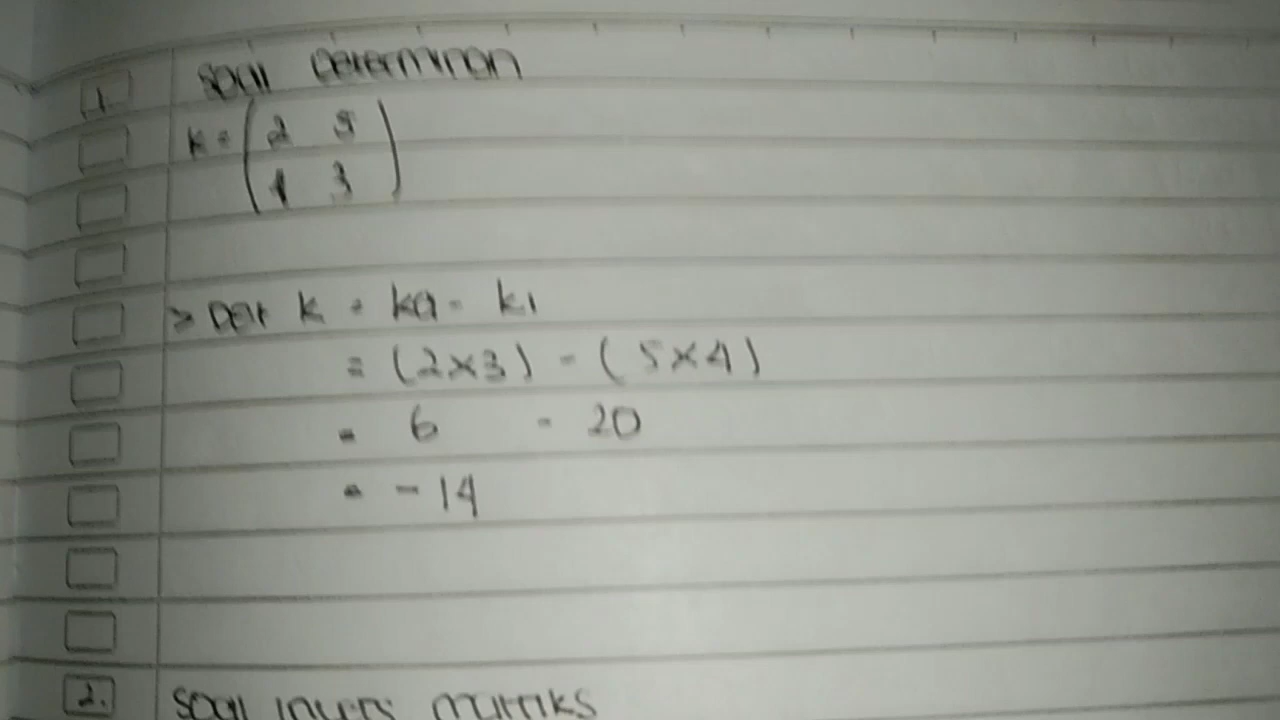 1. Soal Determinan
K = (2 5
4 3)
> Det K = ka - ki
= (2x3) - (5x4)
= 6 - 20
= -14
2. Soal invers matriks